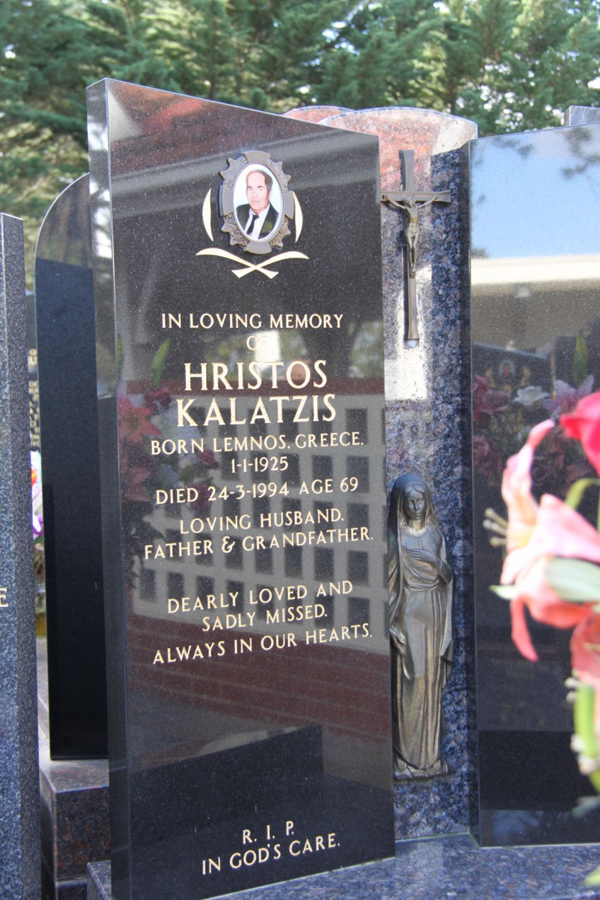 IN LOVING MEMORY
OF
HRISTOS
KALATZIS
BORN LEMNOS. GREECE.
1-1-1925
DIED 24-3-1994 AGE 69
LOVING HUSBAND.
FATHER & GRANDFATHER.
DEARLY LOVED AND
SADLY MISSED.
ALWAYS IN OUR HEARTS.
R. I. P.
IN GOD'S CARE.